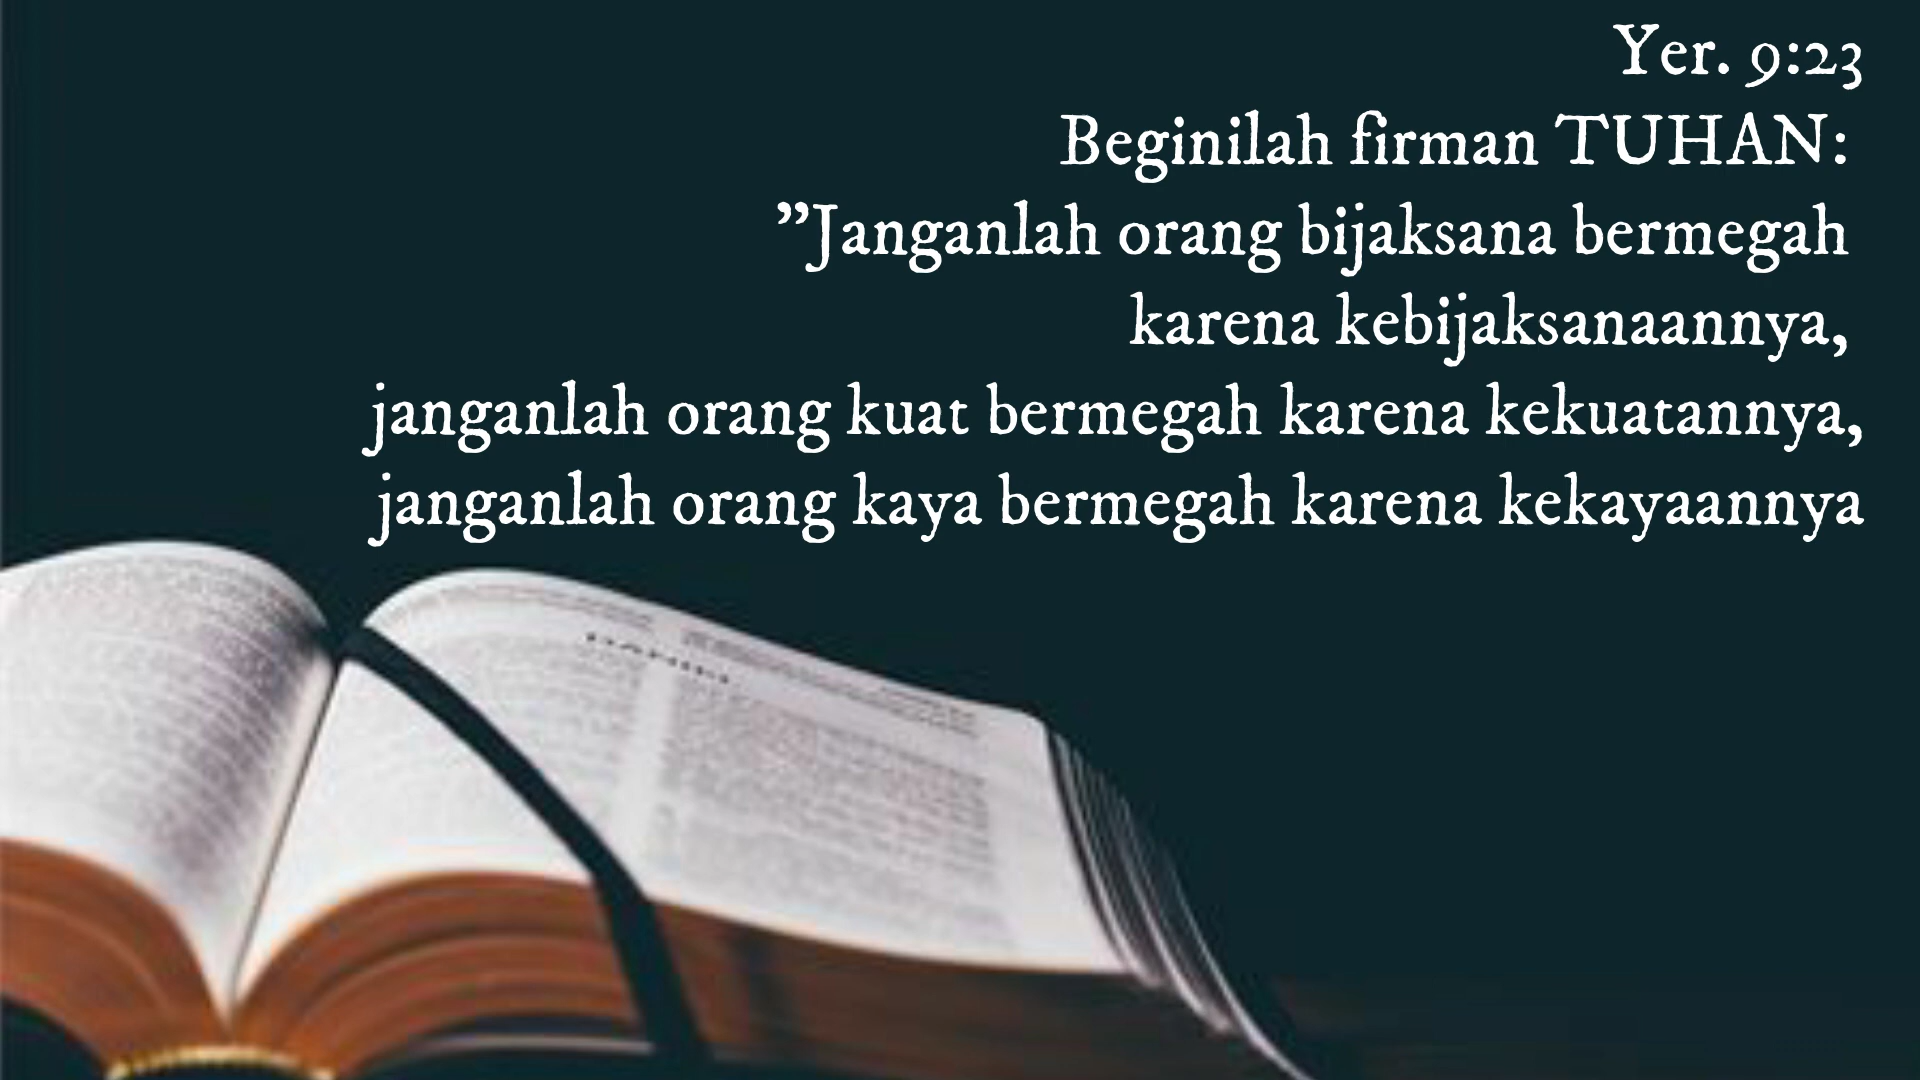 Yer. 9:23
Beginilah firman TUHAN:
”Janganlah orang bijaksana bermegah
karena kebijaksanaannya,
janganlah orang kuat bermegah karena kekuatannya,
janganlah orang kaya bermegah karena kekayaannya